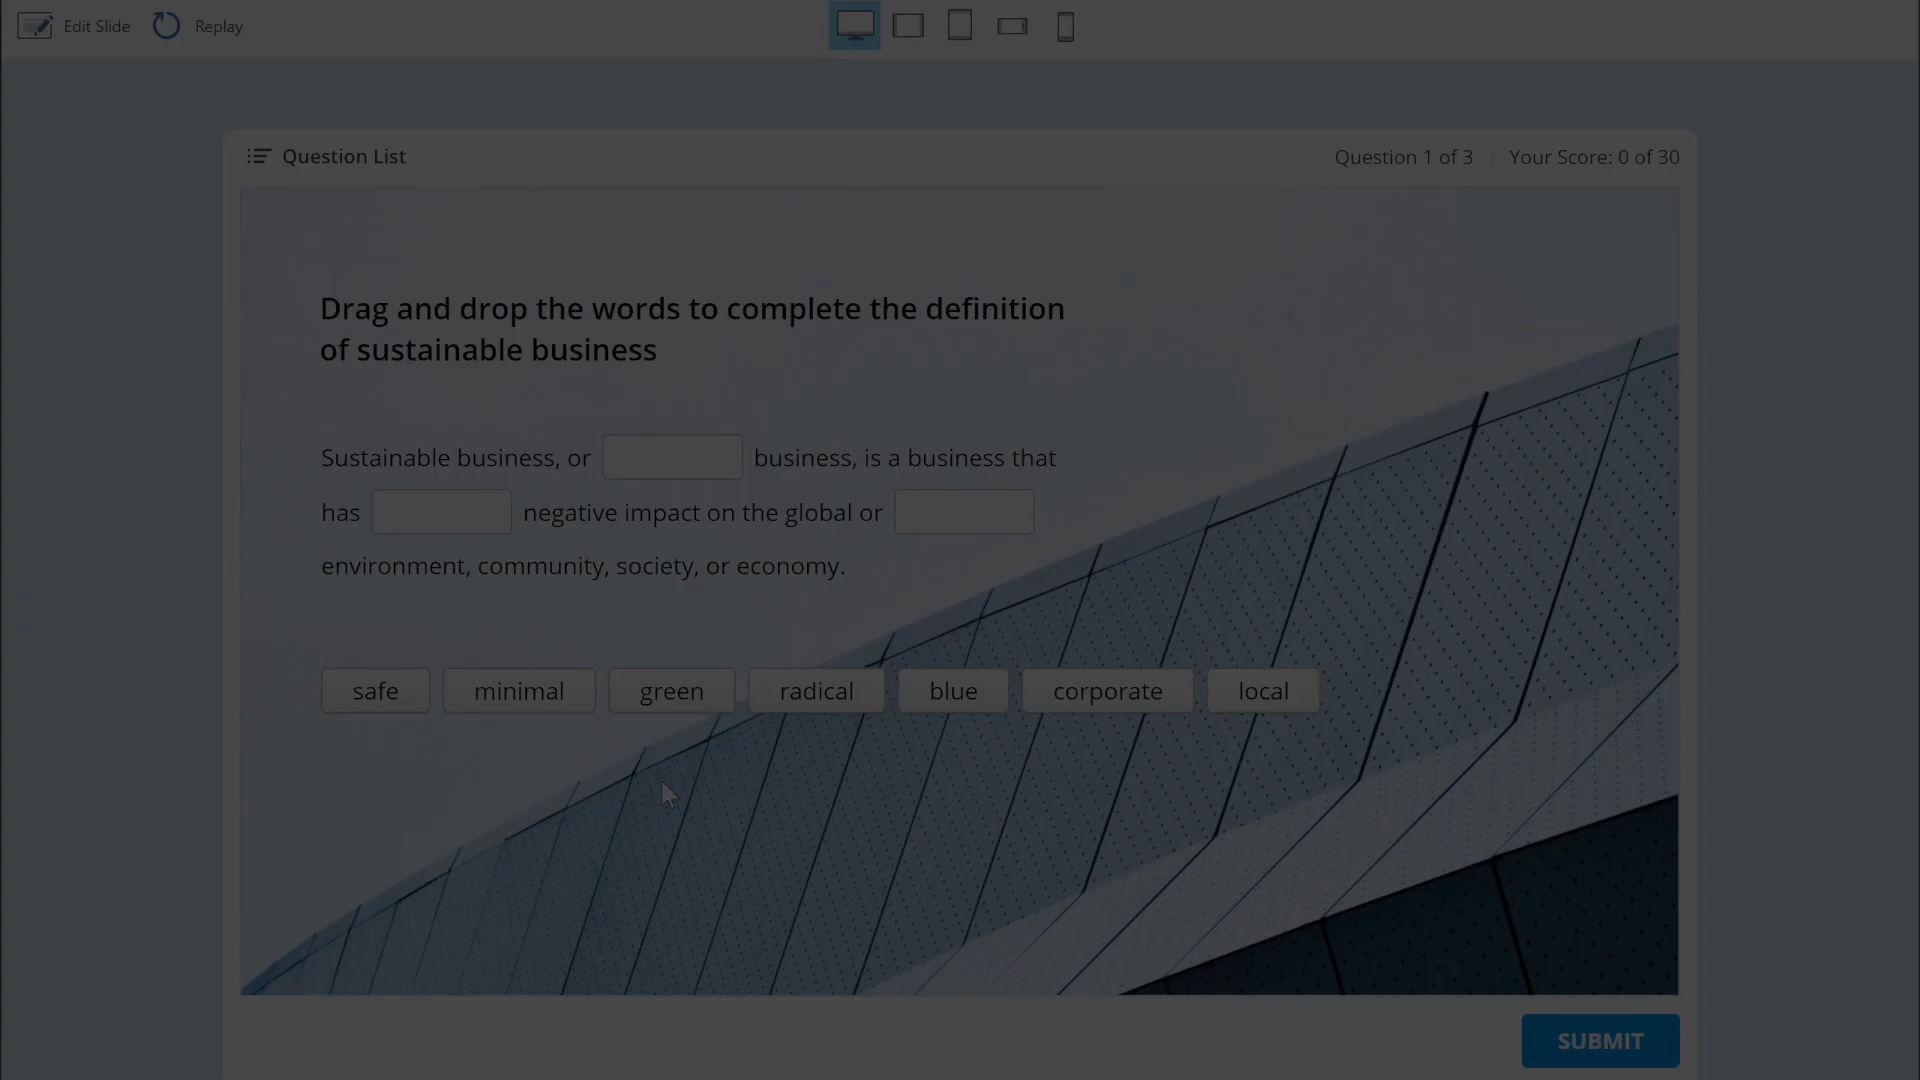 Edit Slide Replay
Question List Question 1 of 3 Your Score: 0 of 30
Drag and drop the words to complete the definition
of sustainable business
Sustainable business, or business, is a business that
has negative impact on the global or
environment, community, society, or economy.
safe minimal green radical blue corporate local
SUBMIT